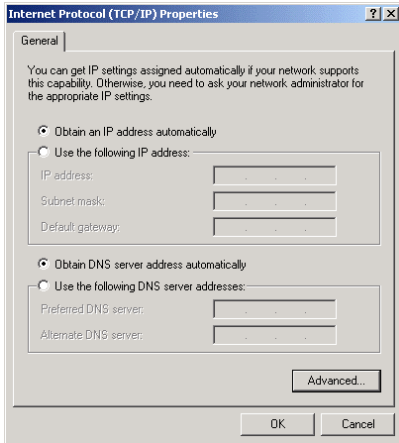 Internet Protocol (TCP/IP) Properties
General
You can get IP settings assigned automatically if your network supports
this capability. Otherwise, you need to ask your network administrator for
the appropriate IP settings.
Obtain an IP address automatically
Use the following IP address:
IP address:
Subnet mask:
Default gateway:
Obtain DNS server address automatically
Use the following DNS server addresses:
Preferred DNS server:
Alternate DNS server:
Advanced...
OK Cancel